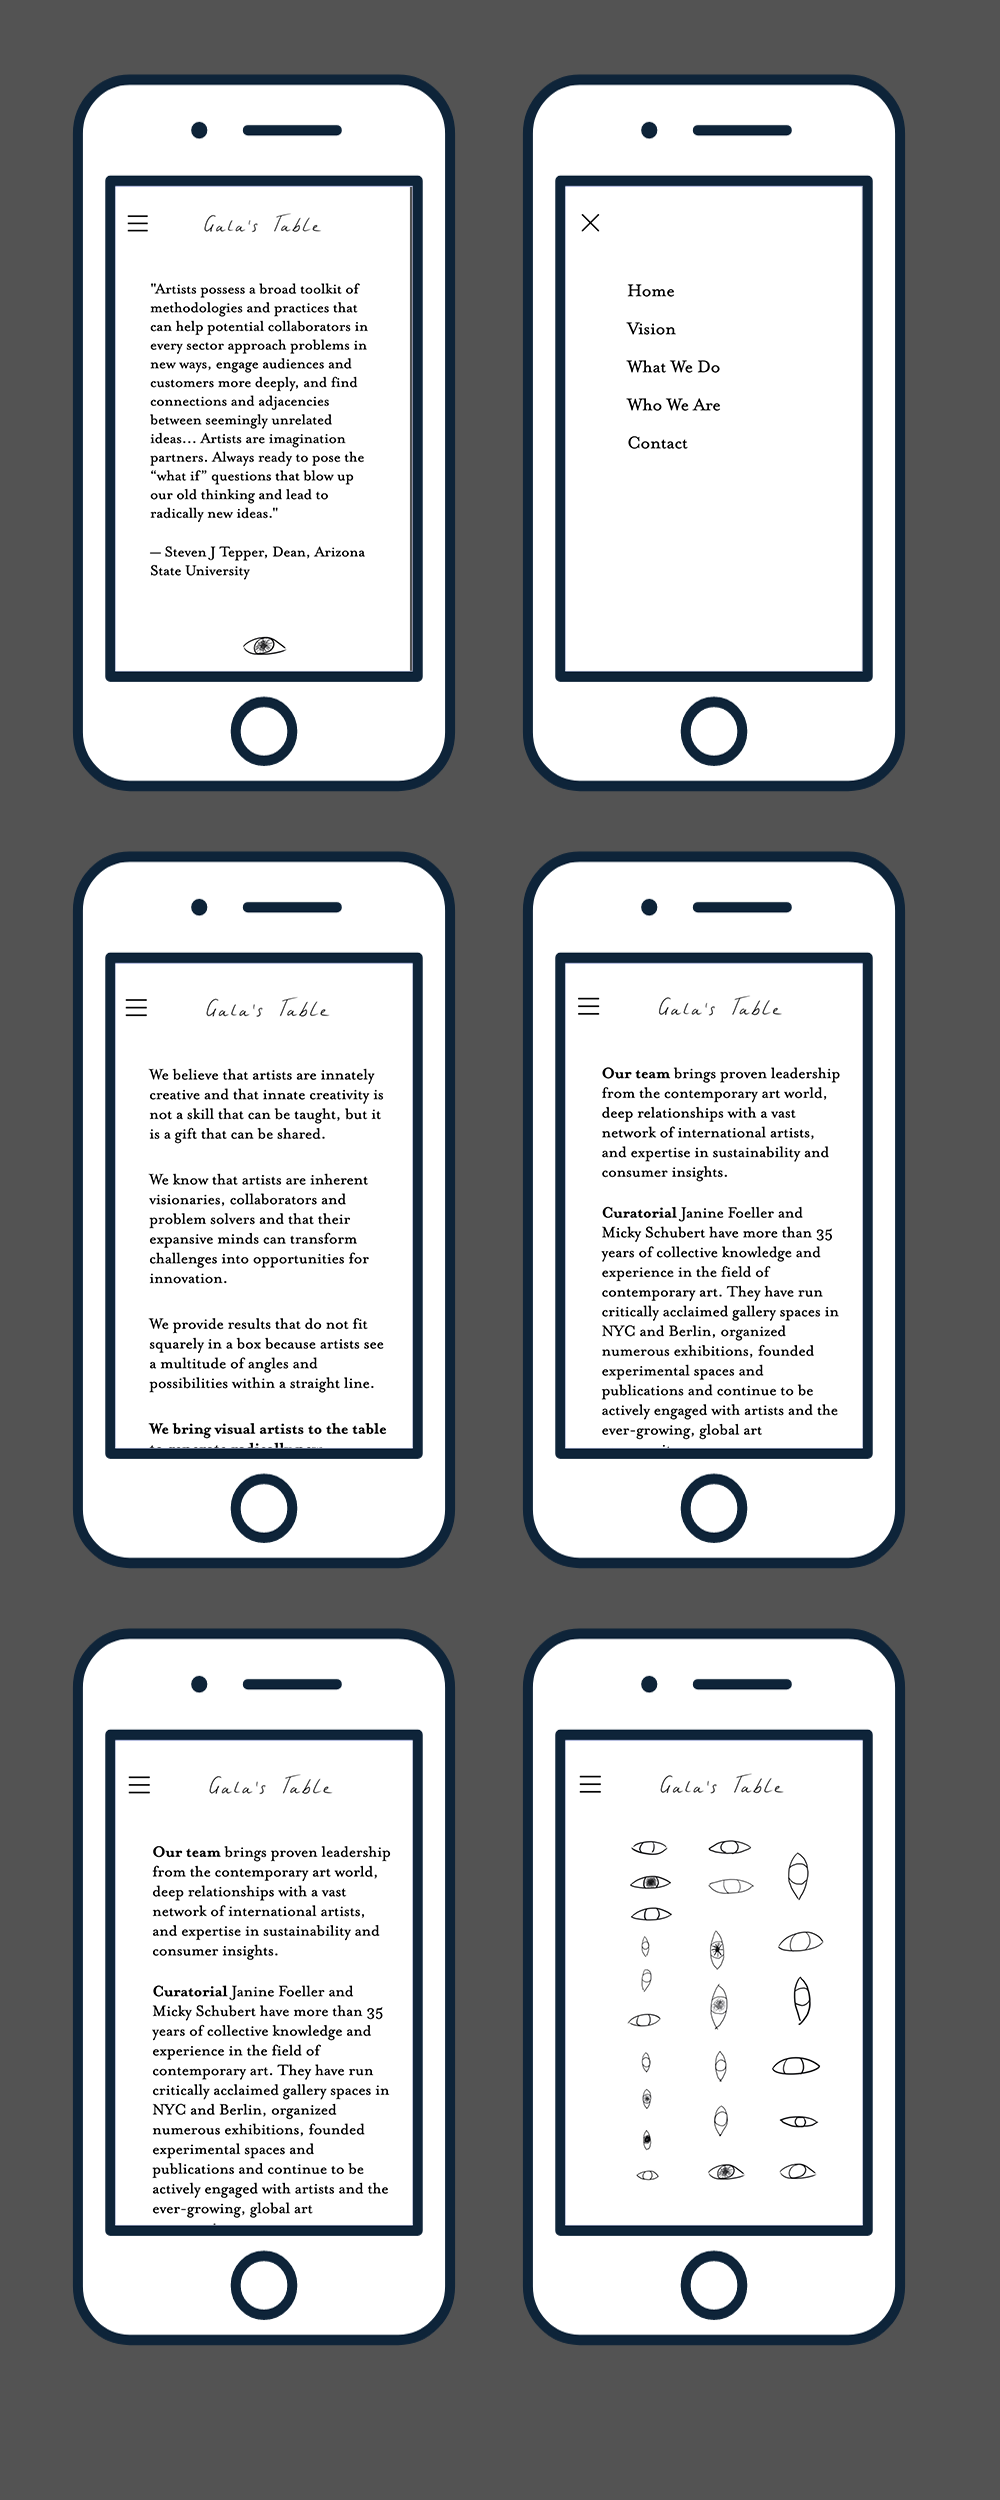 Gala's Table
"Artists possess a broad toolkit of
methodologies and practices that
can help potential collaborators in
every sector approach problems in
new ways, engage audiences and
customers more deeply, and find
connections and adjacencies
between seemingly unrelated
ideas... Artists are imagination
partners. Always ready to pose the
“what if” questions that blow up
our old thinking and lead to
radically new ideas."
— Steven J Tepper, Dean, Arizona
State University
Home
Vision
What We Do
Who We Are
Contact
Gala's Table
We believe that artists are innately
creative and that innate creativity is
not a skill that can be taught, but it
is a gift that can be shared.
We know that artists are inherent
visionaries, collaborators and
problem solvers and that their
expansive minds can transform
challenges into opportunities for
innovation.
We provide results that do not fit
squarely in a box because artists see
a multitude of angles and
possibilities within a straight line.
We bring visual artists to the table
Gala's Table
Our team brings proven leadership
from the contemporary art world,
deep relationships with a vast
network of international artists,
and expertise in sustainability and
consumer insights.
Curatorial Janine Foeller and
Micky Schubert have more than 35
years of collective knowledge and
experience in the field of
contemporary art. They have run
critically acclaimed gallery spaces in
NYC and Berlin, organized
numerous exhibitions, founded
experimental spaces and
publications and continue to be
actively engaged with artists and the
ever-growing, global art
Gala's Table
Our team brings proven leadership
from the contemporary art world,
deep relationships with a vast
network of international artists,
and expertise in sustainability and
consumer insights.
Curatorial Janine Foeller and
Micky Schubert have more than 35
years of collective knowledge and
experience in the field of
contemporary art. They have run
critically acclaimed gallery spaces in
NYC and Berlin, organized
numerous exhibitions, founded
experimental spaces and
publications and continue to be
actively engaged with artists and the
ever-growing, global art
Gala's Table